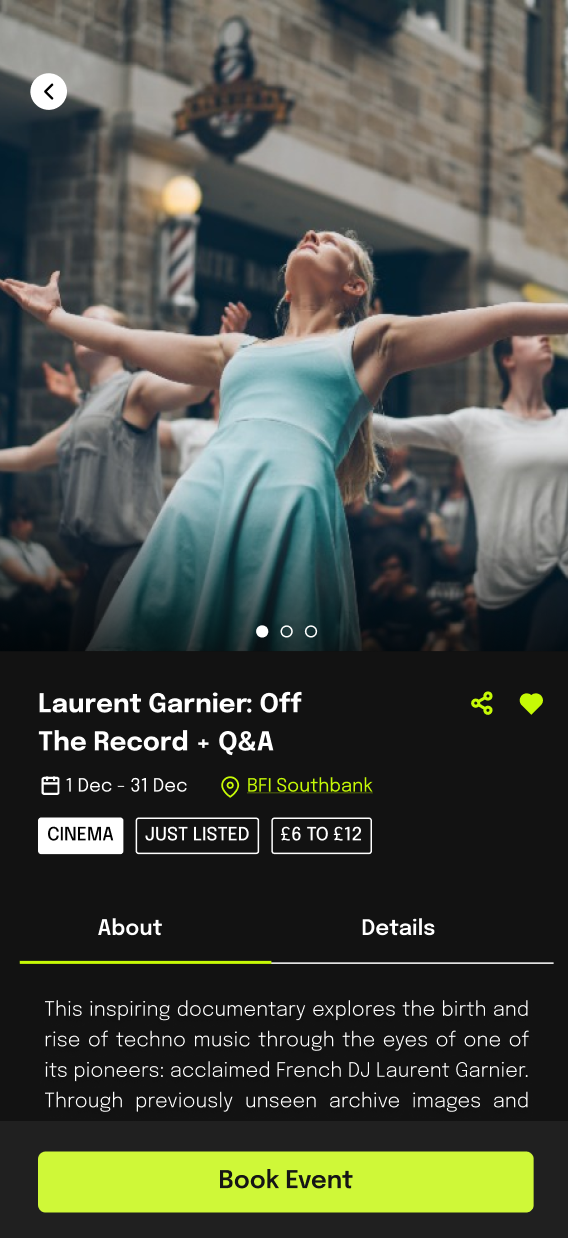 Laurent Garnier: Off
The Record + Q&A
1 Dec - 31 Dec
BFI Southbank
CINEMA
JUST LISTED
£6 TO £12
About
Details
This inspiring documentary explores the birth and
rise of techno music through the eyes of one of
its pioneers: acclaimed French DJ Laurent Garnier.
Through previously unseen archive images and
Book Event